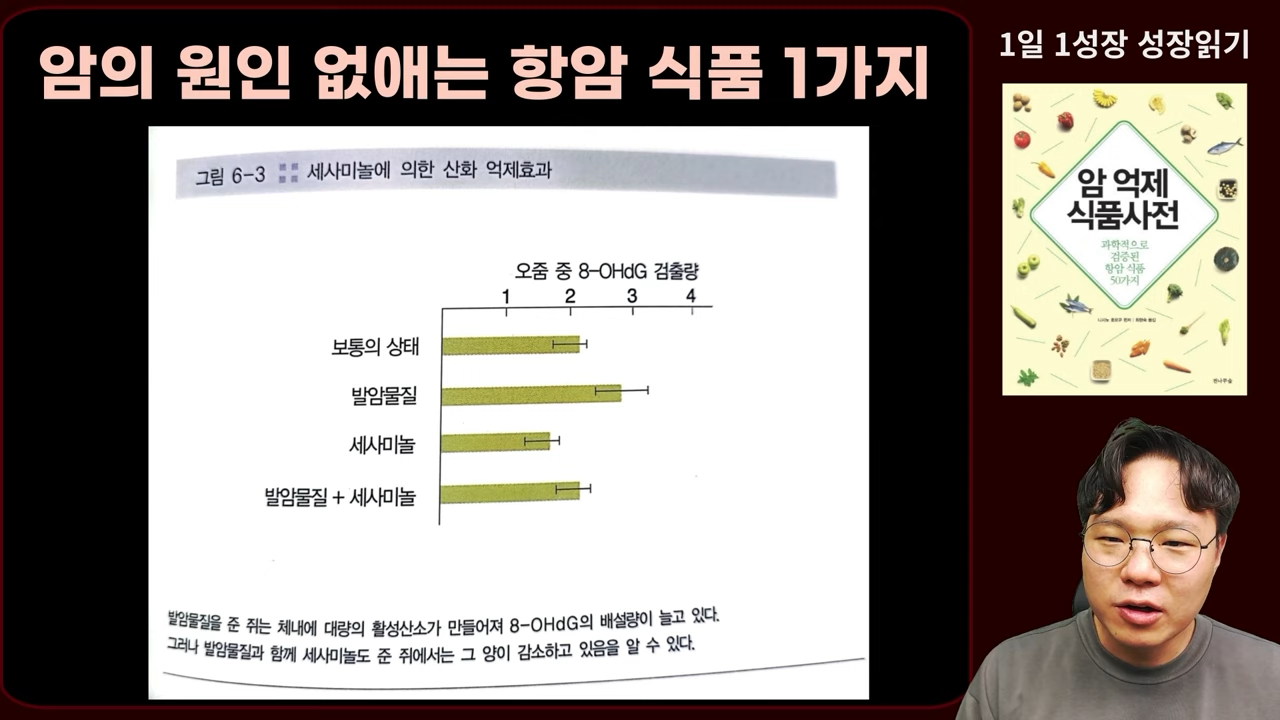 암의 원인 없애는 항암 식품 1가지
1일 1성장 성장읽기
그림 6-3 세사미놀에 의한 산화 억제효과
오줌 중 8-OHdG 검출량
1 2 3 4
보통의 상태
발암물질
세사미놀
발암물질 + 세사미놀
발암물질을 준 쥐는 체내에 대량의 활성산소가 만들어져 8-OHdG의 배설량이 늘고 있다.
그러나 발암물질과 함께 세사미놀도 준 쥐에서는 그 양이 감소하고 있음을 알 수 있다.
암 억제
식품사전
과학적으로
검증된
항암 식품
50가지
전나무숲